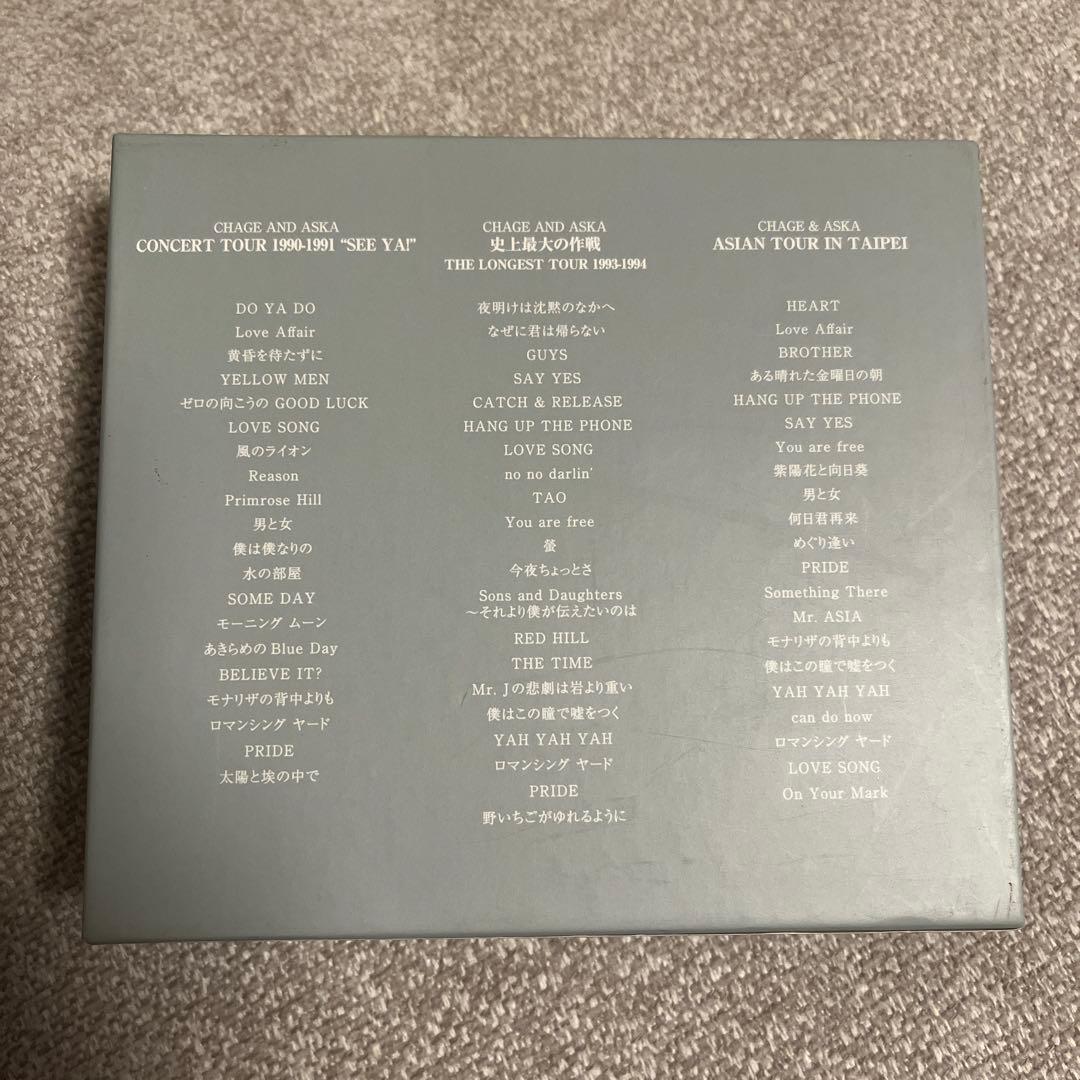 CHAGE AND ASKA
CONCERT TOUR 1990-1991 “SEE YA!”
DO YA DO
Love Affair
黄昏を待たずに
YELLOW MEN
ゼロの向こうの GOOD LUCK
LOVE SONG
風のライオン
Reason
Primrose Hill
男と女
僕は僕なりの
水の部屋
SOME DAY
モーニング ムーン
あきらめの Blue Day
BELIEVE IT?
モナリザの背中よりも
ロマンシング ヤード
PRIDE
太陽と埃の中で
CHAGE AND ASKA
史上最大の作戦
THE LONGEST TOUR 1993-1994
夜明けは沈黙のなかへ
なぜに君は帰らない
GUYS
SAY YES
CATCH & RELEASE
HANG UP THE PHONE
LOVE SONG
no no darlin'
TAO
You are free
螢
今夜ちょっとさ
Sons and Daughters
～それより僕が伝えたいのは
RED HILL
THE TIME
Mr. Jの悲劇は岩より重い
僕はこの瞳で嘘をつく
YAH YAH YAH
ロマンシング ヤード
PRIDE
野いちごがゆれるように
CHAGE & ASKA
ASIAN TOUR IN TAIPEI
HEART
Love Affair
BROTHER
ある晴れた金曜日の朝
HANG UP THE PHONE
SAY YES
You are free
紫陽花と向日葵
男と女
何日君再来
めぐり逢い
PRIDE
Something There
Mr. ASIA
モナリザの背中よりも
僕はこの瞳で嘘をつく
YAH YAH YAH
can do now
ロマンシング ヤード
LOVE SONG
On Your Mark